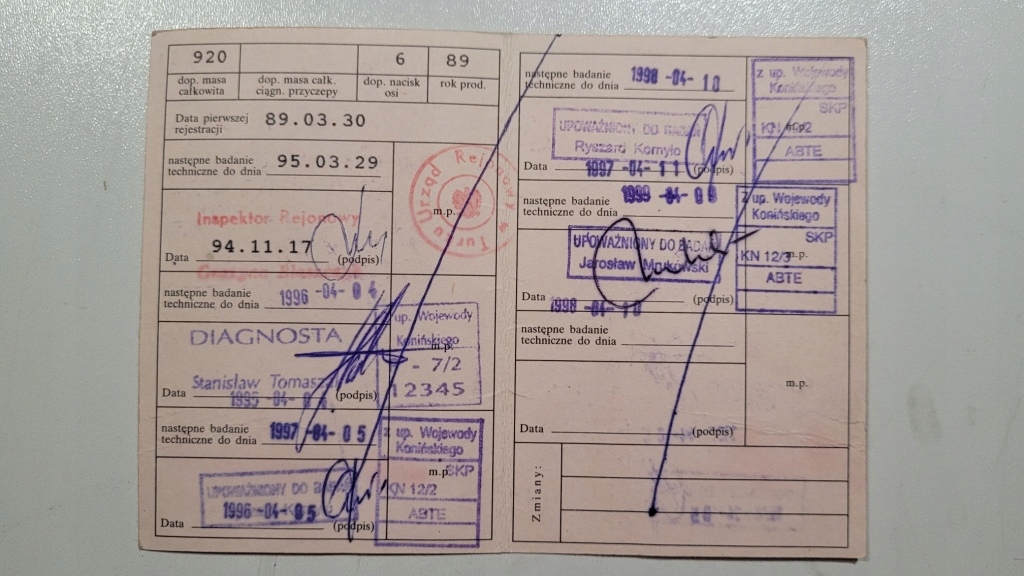 920 6 89
dop. masa całkowita
dop. masa całk. ciągn. przyczepy
dop. nacisk osi
rok prod.
Data pierwszej rejestracji 89.03.30
następne badanie techniczne do dnia 95.03.29
Urząd Rejonowy w Turku
m.p.
Inspektor Rejonowy
94.11.17
Data (podpis)
następne badanie techniczne do dnia 1996 -04- 04
DIAGNOSTA
Stanisław
z up. Wojewody
Konińskiego
m.p.
- 7/2
12345
Data 1995 -04- (podpis)
następne badanie techniczne do dnia 1997 -04- 05
z up. Wojewody
Konińskiego
m.p. SKP
KN 12/2
ABTE
UPOWAŻNIONY DO BADAŃ
1996 -04- 05
Data (podpis)
następne badanie techniczne do dnia 1998 -04- 10
z up. Wojewody
Konińskiego
SKP
KN m.p.
ABTE
UPOWAŻNIONY DO BADAŃ
Ryszard Kornyło
Data 1997 -04- 11 (podpis)
następne badanie techniczne do dnia 1999 -04- 09
z up. Wojewody
Konińskiego
SKP
KN 12/3 m.p.
ABTE
UPOWAŻNIONY DO BADAŃ
Jarosław Mrukowski
Data 1998 -04- 10 (podpis)
następne badanie techniczne do dnia
m.p.
Data (podpis)
Zmiany: